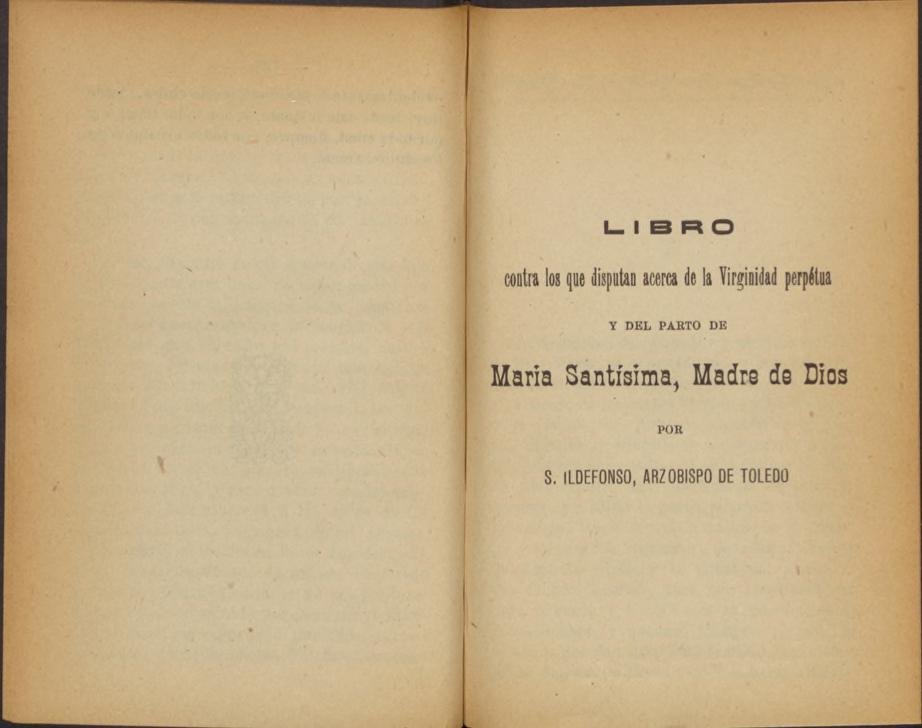 LIBRO
contra los que disputan acerca de la Virginidad perpétua
Y DEL PARTO DE
Maria Santísima, Madre de Dios
POR
S. ILDEFONSO, ARZOBISPO DE TOLEDO